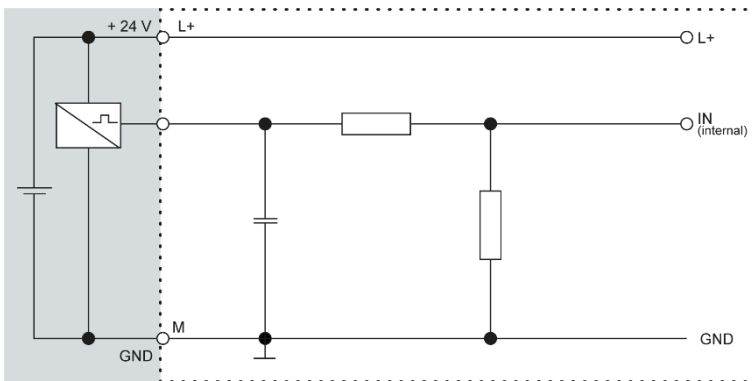 + 24 V
L+
L+
IN
(internal)
M
GND
GND